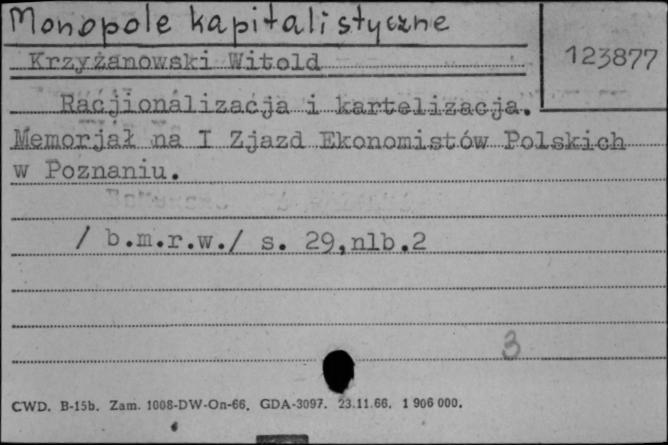 Monopole kapitalistyczne
123877
Krzyżanowski Witold
Racjionalizacja i kartelizacja.
Memorjał na I Zjazd Ekonomistów Polskich
w Poznaniu.
/ b.m.r.w./ s. 29,nlb.2
3
CWD. B-15b. Zam. 1008-DW-On-66. GDA-3097. 23.11.66. 1 906 000.